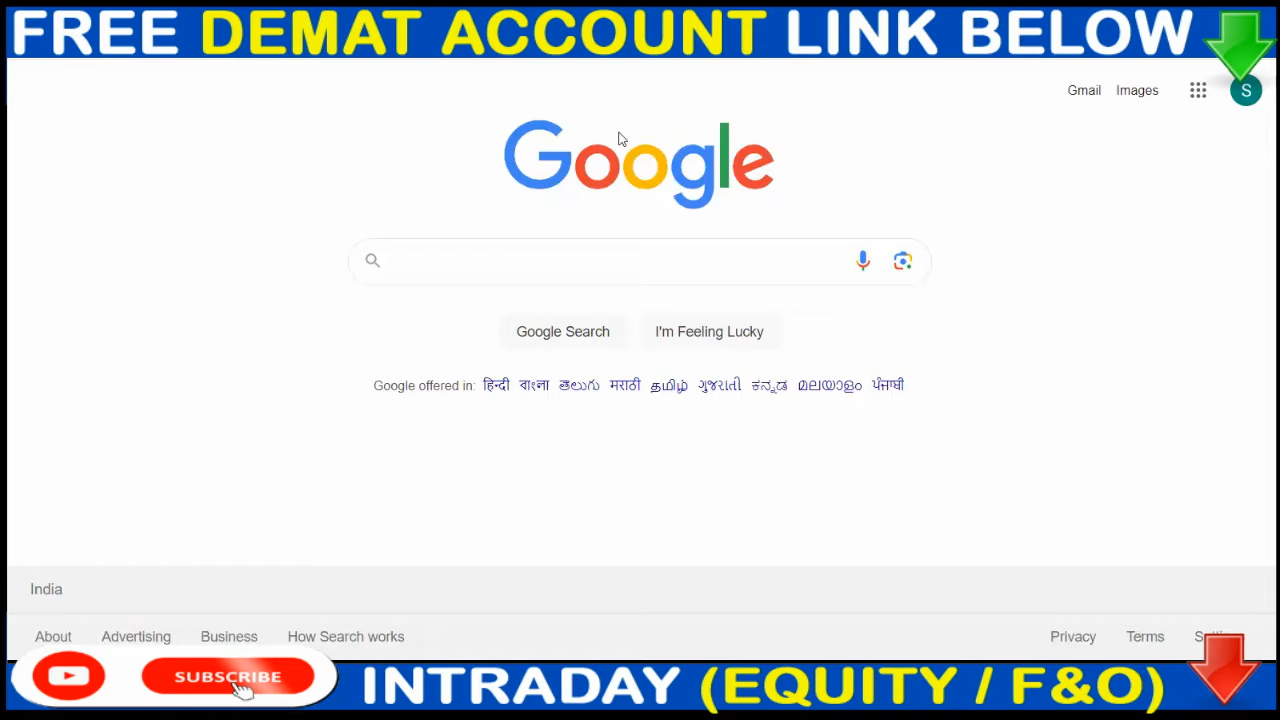 FREE DEMAT ACCOUNT LINK BELOW
Gmail Images
S
Google
Google Search I'm Feeling Lucky
Google offered in: हिन्दी বাংলা తెలుగు मराठी தமிழ் ગુજરાતી ಕನ್ನಡ മലയാളം ਪੰਜਾਬੀ
India
About Advertising Business How Search works Privacy Terms
SUBSCRIBE
INTRADAY (EQUITY / F&O)